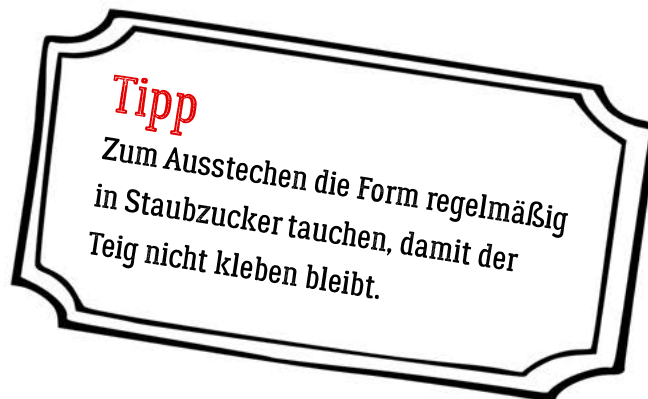 Tipp
Zum Ausstechen die Form regelmäßig
in Staubzucker tauchen, damit der
Teig nicht kleben bleibt.